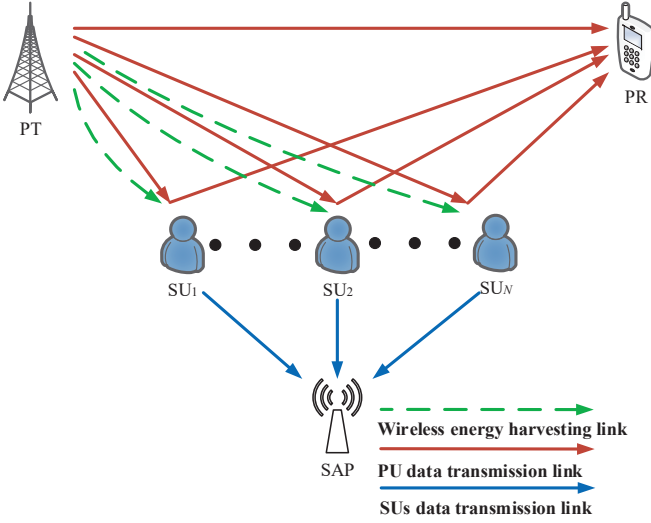 PT
PR
SU1
SU2
SUN
SAP
Wireless energy harvesting link
PU data transmission link
SUs data transmission link